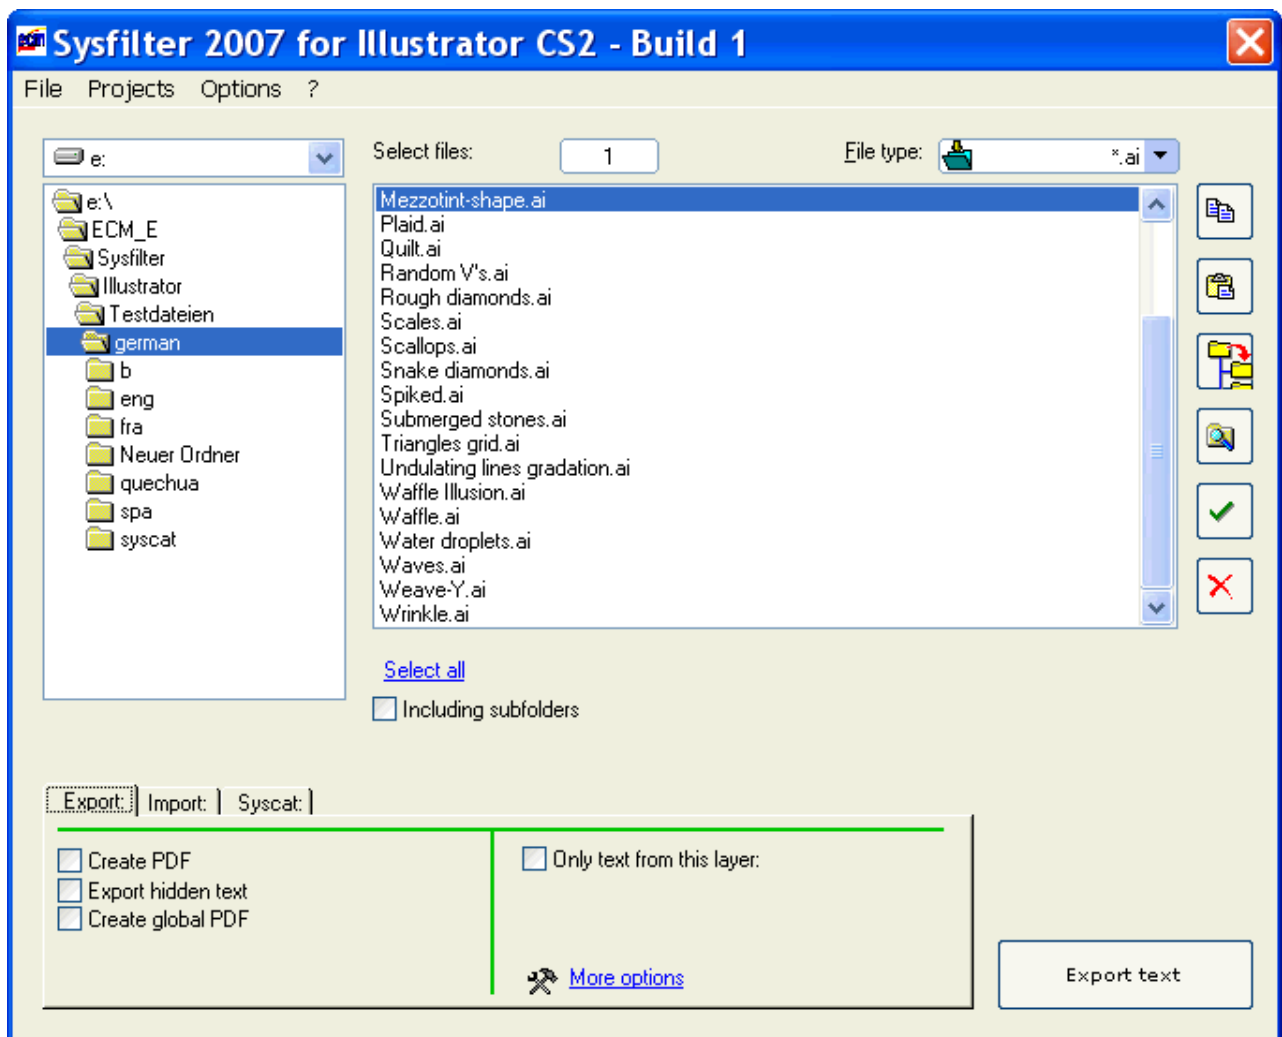 ecm Sysfilter 2007 for Illustrator CS2 - Build 1
File Projects Options ?
e:
Select files: 1 File type: *.ai
e:\
ECM_E
Sysfilter
Illustrator
Testdateien
german
b
eng
fra
Neuer Ordner
quechua
spa
syscat
Mezzotint-shape.ai
Plaid.ai
Quilt.ai
Random V's.ai
Rough diamonds.ai
Scales.ai
Scallops.ai
Snake diamonds.ai
Spiked.ai
Submerged stones.ai
Triangles grid.ai
Undulating lines gradation.ai
Waffle Illusion.ai
Waffle.ai
Water droplets.ai
Waves.ai
Weave-Y.ai
Wrinkle.ai
Select all
Including subfolders
Export: Import: Syscat:
Create PDF
Export hidden text
Create global PDF
Only text from this layer:
More options
Export text